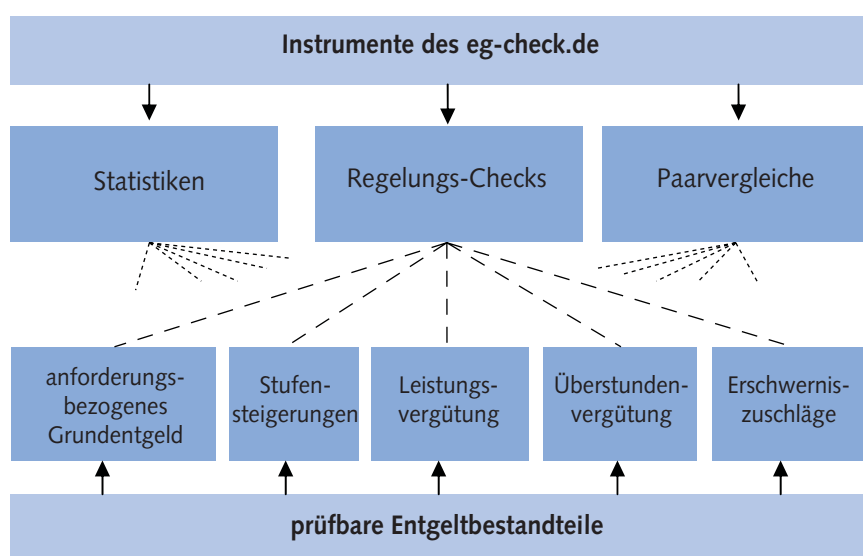 Instrumente des eg-check.de
Statistiken
Regelungs-Checks
Paarvergleiche
anforderungs-
bezogenes
Grundentgeld
Stufen-
steigerungen
Leistungs-
vergütung
Überstunden-
vergütung
Erschwernis-
zuschläge
prüfbare Entgeltbestandteile